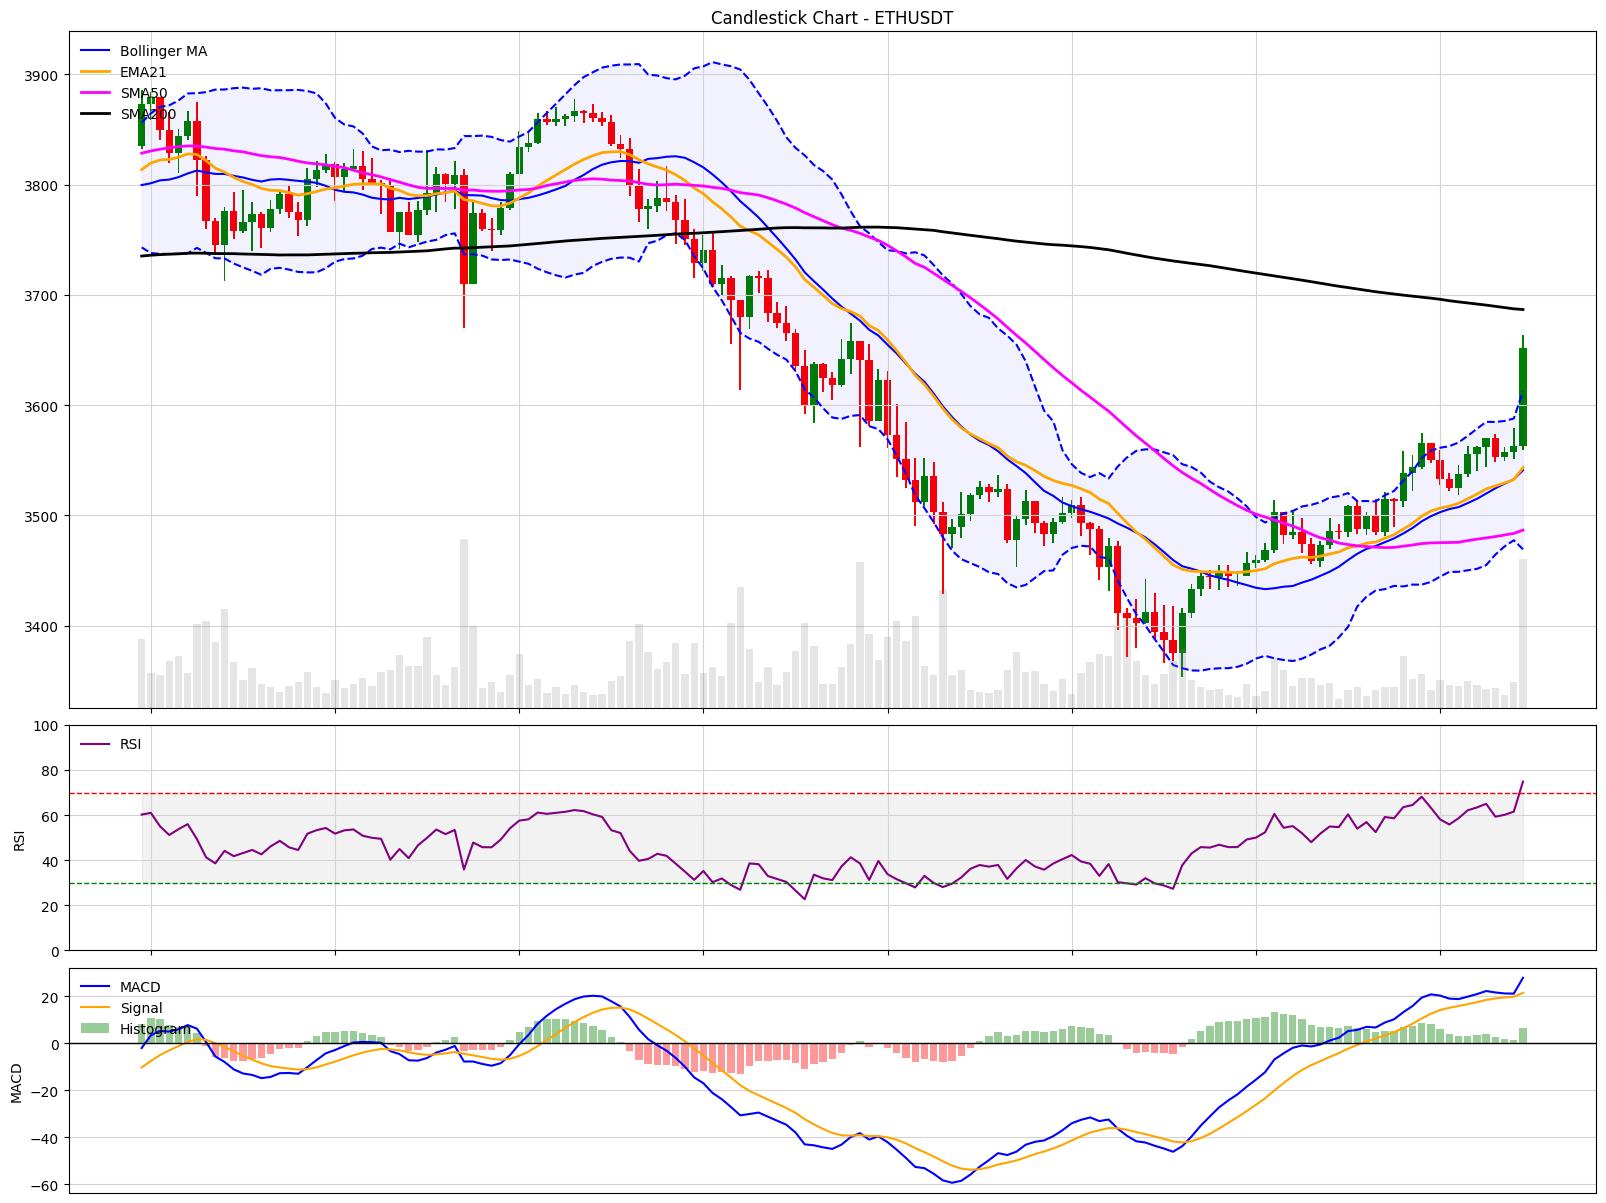 Candlestick Chart - ETHUSDT
Bollinger MA
EMA21
SMA50
SMA200
3900
3800
3700
3600
3500
3400
RSI
100
80
60
40
20
0
RSI
MACD
Signal
Histogram
20
0
−20
−40
−60
MACD